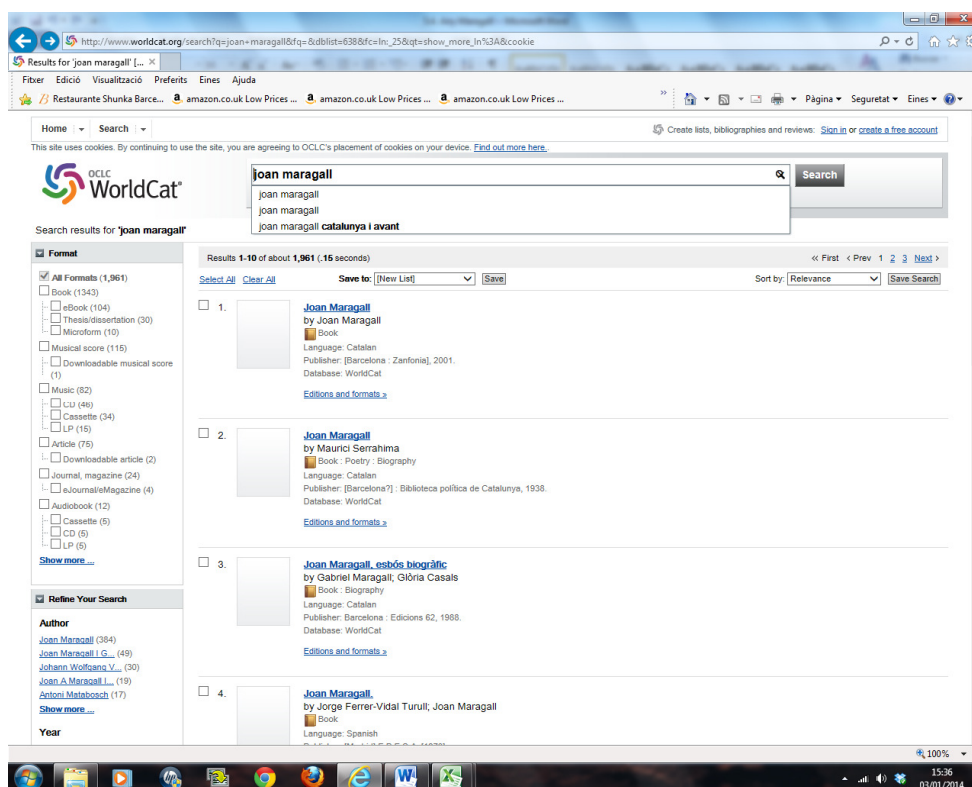 http://www.worldcat.org/search?q=joan+maragall&fq=&dblist=638&fc=ln:_25&qt=show_more_ln%3A&cookie
Results for 'joan maragall' [...
Fitxer Edició Visualització Preferits Eines Ajuda
Restaurante Shunka Barce... amazon.co.uk Low Prices ... amazon.co.uk Low Prices ... amazon.co.uk Low Prices ... Pàgina Seguretat Eines
Home Search Create lists, bibliographies and reviews: Sign in or create a free account
This site uses cookies. By continuing to use the site, you are agreeing to OCLC's placement of cookies on your device. Find out more here.
OCLC
WorldCat
joan maragall Search
joan maragall
joan maragall
joan maragall catalunya i avant
Search results for 'joan maragall'
Format
All Formats (1,961)
Book (1343)
eBook (104)
Thesis/dissertation (30)
Microform (10)
Musical score (115)
Downloadable musical score
(1)
Music (82)
CD (46)
Cassette (34)
LP (15)
Article (75)
Downloadable article (2)
Journal, magazine (24)
eJournal/eMagazine (4)
Audiobook (12)
Cassette (5)
CD (5)
LP (5)
Show more ...
Refine Your Search
Author
Joan Maragall (384)
Joan Maragall I G... (49)
Johann Wolfgang V... (30)
Joan A Maragall I... (19)
Antoni Matabosch (17)
Show more ...
Year
Results 1-10 of about 1,961 (.15 seconds) « First < Prev 1 2 3 Next >
Select All Clear All Save to: [New List] Save Sort by: Relevance Save Search
1. Joan Maragall
by Joan Maragall
Book
Language: Catalan
Publisher: [Barcelona : Zanfonia], 2001.
Database: WorldCat
Editions and formats »
2. Joan Maragall
by Maurici Serrahima
Book : Poetry : Biography
Language: Catalan
Publisher: [Barcelona?] : Biblioteca política de Catalunya, 1938.
Database: WorldCat
Editions and formats »
3. Joan Maragall, esbós biogràfic
by Gabriel Maragall; Glòria Casals
Book : Biography
Language: Catalan
Publisher: Barcelona : Edicions 62, 1988.
Database: WorldCat
Editions and formats »
4. Joan Maragall.
by Jorge Ferrer-Vidal Turull; Joan Maragall
Book
Language: Spanish
100%
15:36
03/01/2014